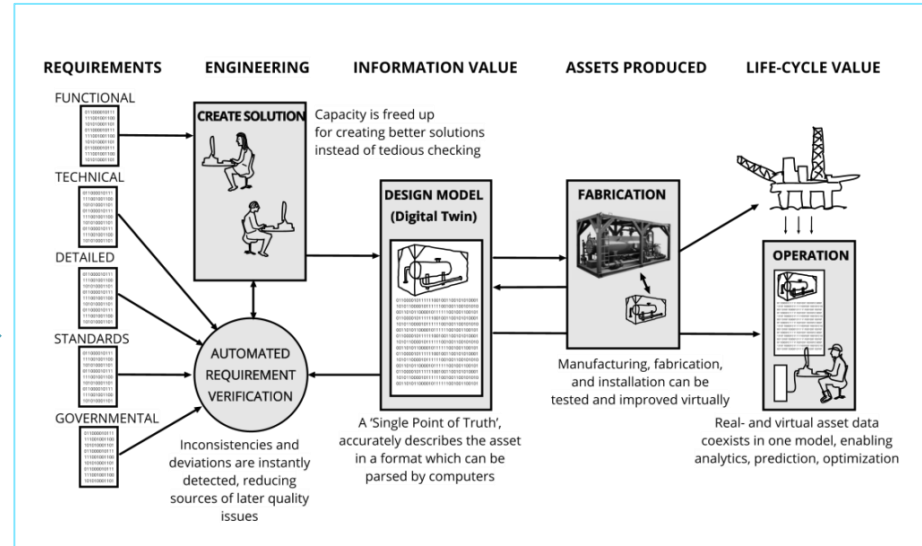 REQUIREMENTS
ENGINEERING
INFORMATION VALUE
ASSETS PRODUCED
LIFE-CYCLE VALUE
FUNCTIONAL
TECHNICAL
DETAILED
STANDARDS
GOVERNMENTAL
CREATE SOLUTION
Capacity is freed up
for creating better solutions
instead of tedious checking
AUTOMATED
REQUIREMENT
VERIFICATION
Inconsistencies and
deviations are instantly
detected, reducing
sources of later quality
issues
DESIGN MODEL
(Digital Twin)
A 'Single Point of Truth',
accurately describes the asset
in a format which can be
parsed by computers
FABRICATION
Manufacturing, fabrication,
and installation can be
tested and improved virtually
OPERATION
Real- and virtual asset data
coexists in one model, enabling
analytics, prediction, optimization